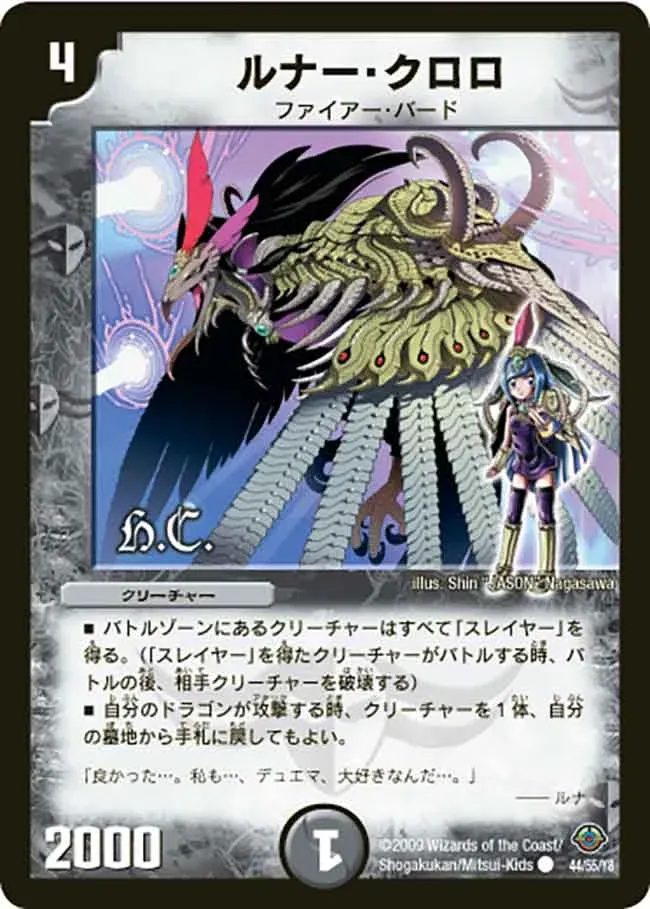 4
ルナー・クロロ
ファイアー・バード
H.C.
illus. Shin "JASON" Nagasawa
クリーチャー
■ バトルゾーンにあるクリーチャーはすべて「スレイヤー」を
得る。(「スレイヤー」を得たクリーチャーがバトルする時、バ
トルの後、相手クリーチャーを破壊する)
■ 自分のドラゴンが攻撃する時、クリーチャーを1体、自分
の墓地から手札に戻してもよい。
「良かった…。私も…、デュエマ、大好きなんだ…。」
―― ルナ
2000
1
©2009 Wizards of the Coast/
Shogakukan/Mitsui-Kids
44/55/Y8